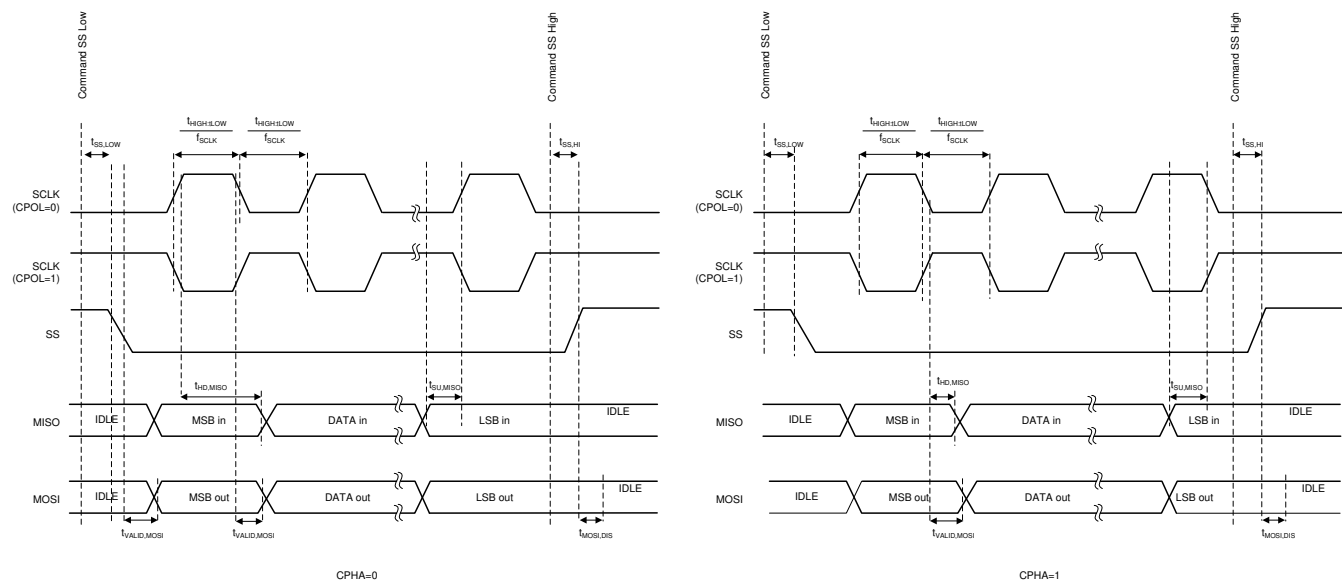 Command SS Low
Command SS High
tHIGH:tLOW
fSCLK
tHIGH:tLOW
fSCLK
tSS,LOW
tSS,HI
SCLK
(CPOL=0)
SCLK
(CPOL=1)
SS
tHD,MISO
tSU,MISO
MISO
IDLE
MSB in
DATA in
LSB in
IDLE
MOSI
IDLE
MSB out
DATA out
LSB out
IDLE
tVALID,MOSI
tVALID,MOSI
tMOSI,DIS
CPHA=0
Command SS Low
Command SS High
tHIGH:tLOW
fSCLK
tHIGH:tLOW
fSCLK
tSS,LOW
tSS,HI
SCLK
(CPOL=0)
SCLK
(CPOL=1)
SS
tHD,MISO
tSU,MISO
MISO
IDLE
MSB in
DATA in
LSB in
IDLE
MOSI
IDLE
MSB out
DATA out
LSB out
IDLE
tVALID,MOSI
tMOSI,DIS
CPHA=1